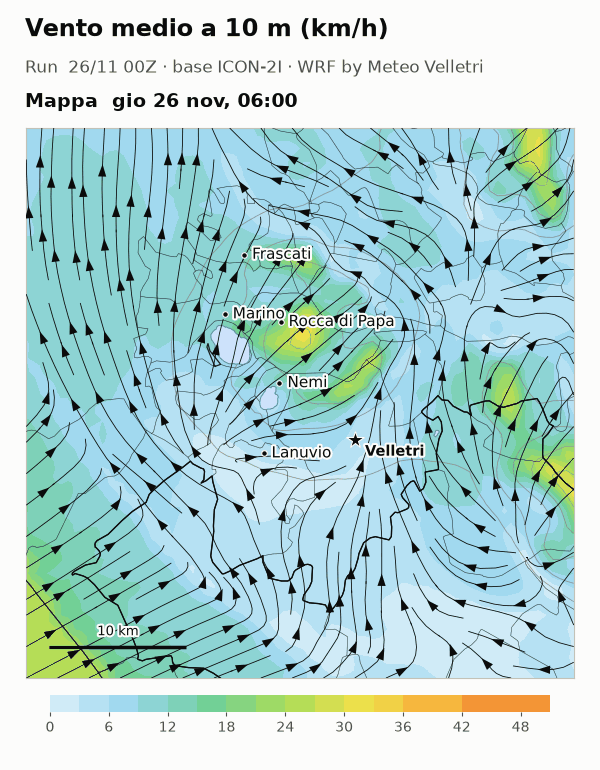 Vento medio a 10 m (km/h)
Run  26/11 00Z · base ICON-2I · WRF by Meteo Velletri
Mappa  gio 26 nov, 06:00
Frascati
Marino
Rocca di Papa
Nemi
Lanuvio
Velletri
10 km
0 6 12 18 24 30 36 42 48